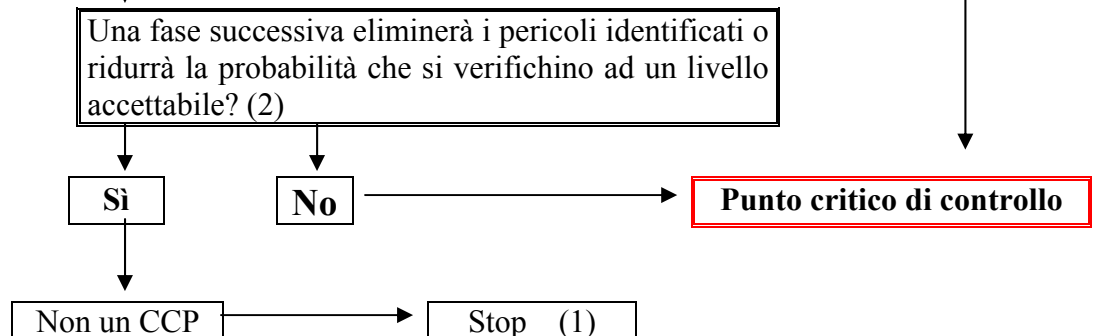 Una fase successiva eliminerà i pericoli identificati o
ridurrà la probabilità che si verifichino ad un livello
accettabile? (2)
Sì
No
Punto critico di controllo
Non un CCP
Stop (1)